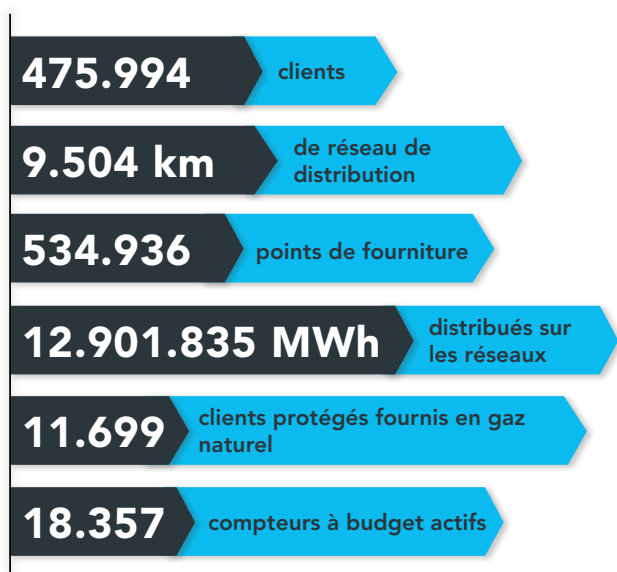 475.994 clients
9.504 km de réseau de
distribution
534.936 points de fourniture
12.901.835 MWh distribués sur
les réseaux
11.699 clients protégés fournis en gaz
naturel
18.357 compteurs à budget actifs